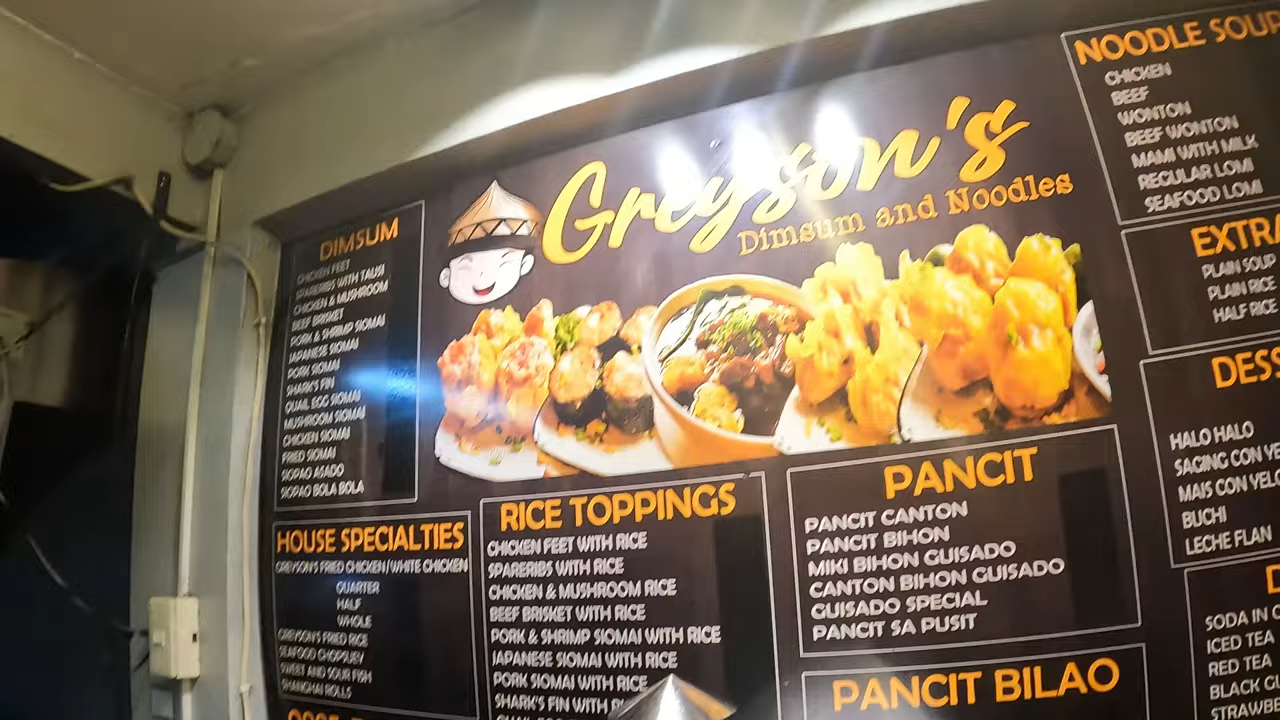 Greyson's
Dimsum and Noodles
DIMSUM
CHICKEN FEET
SPARERIBS WITH TAUSI
CHICKEN & MUSHROOM
BEEF BRISKET
PORK & SHRIMP SIOMAI
JAPANESE SIOMAI
PORK SIOMAI
SHARK'S FIN
QUAIL EGG SIOMAI
MUSHROOM SIOMAI
CHICKEN SIOMAI
FRIED SIOMAI
SIOPAO ASADO
SIOPAO BOLA BOLA
HOUSE SPECIALTIES
GREYSON'S FRIED CHICKEN/WHITE CHICKEN
QUARTER
HALF
WHOLE
GREYSON'S FRIED RICE
SEAFOOD CHOPSUEY
SWEET AND SOUR FISH
SHANGHAI ROLLS
RICE TOPPINGS
CHICKEN FEET WITH RICE
SPARERIBS WITH RICE
CHICKEN & MUSHROOM RICE
BEEF BRISKET WITH RICE
PORK & SHRIMP SIOMAI WITH RICE
JAPANESE SIOMAI WITH RICE
PORK SIOMAI WITH RICE
SHARK'S FIN WITH
PANCIT
PANCIT CANTON
PANCIT BIHON
MIKI BIHON GUISADO
CANTON BIHON GUISADO
GUISADO SPECIAL
PANCIT SA PUSIT
PANCIT BILAO
NOODLE SOUP
CHICKEN
BEEF
WONTON
BEEF WONTON
MAMI WITH MILK
REGULAR LOMI
SEAFOOD LOMI
EXTRA
PLAIN SOUP
PLAIN RICE
HALF RICE
DESS
HALO HALO
SAGING CON YE
MAIS CON YELO
BUCHI
LECHE FLAN
SODA IN C
ICED TEA
RED TEA
BLACK GU
STRAWBE